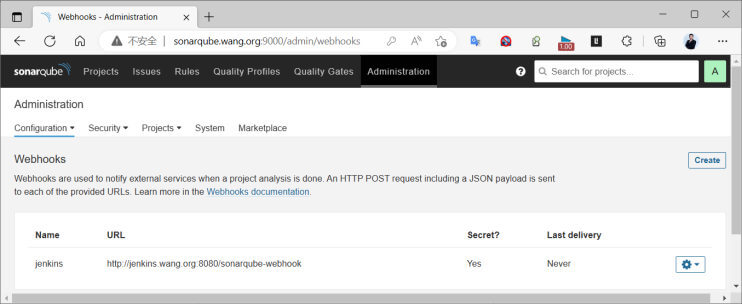 Webhooks - Administration
不安全 sonarqube.wang.org:9000/admin/webhooks
1.00
sonarqube Projects Issues Rules Quality Profiles Quality Gates Administration Search for projects... A
Administration
Configuration Security Projects System Marketplace
Webhooks Create
Webhooks are used to notify external services when a project analysis is done. An HTTP POST request including a JSON payload is sent
to each of the provided URLs. Learn more in the Webhooks documentation.
Name URL Secret? Last delivery
jenkins http://jenkins.wang.org:8080/sonarqube-webhook Yes Never